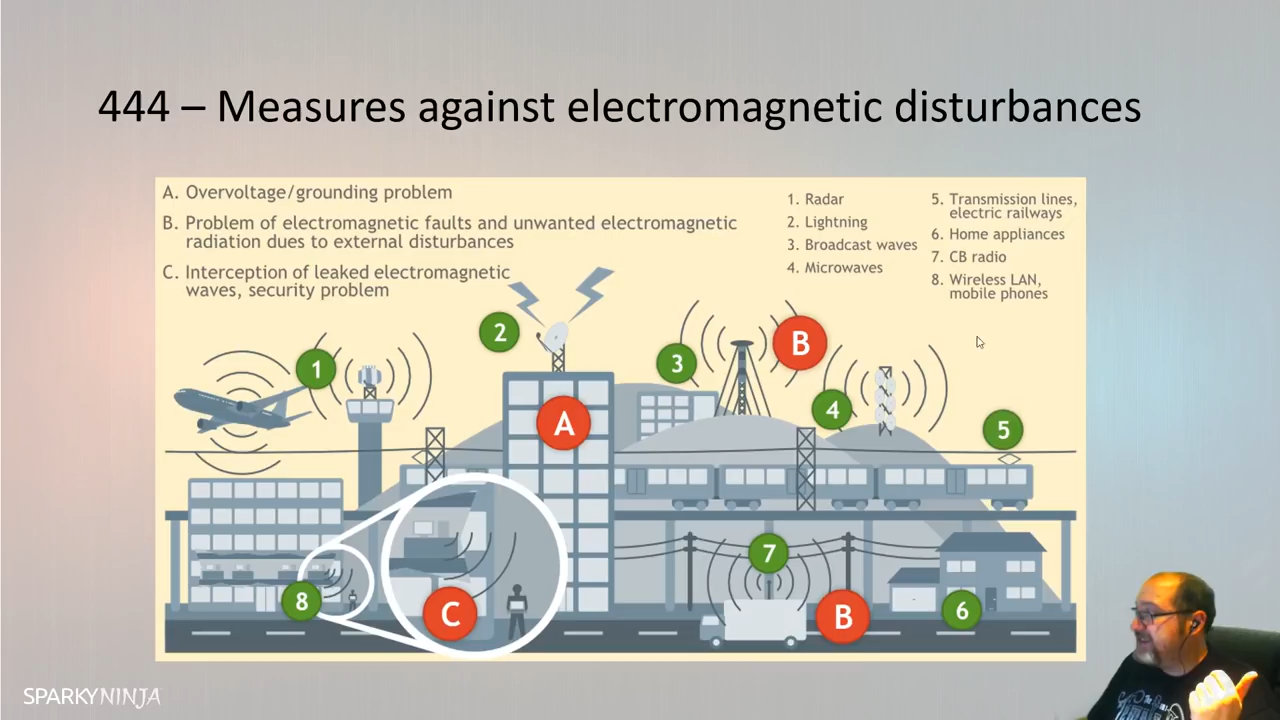 444 – Measures against electromagnetic disturbances
A. Overvoltage/grounding problem
B. Problem of electromagnetic faults and unwanted electromagnetic
radiation dues to external disturbances
C. Interception of leaked electromagnetic
waves, security problem
1. Radar
2. Lightning
3. Broadcast waves
4. Microwaves
5. Transmission lines,
electric railways
6. Home appliances
7. CB radio
8. Wireless LAN,
mobile phones
1
2
3
B
A
4
5
7
8
C
B
6
SPARKYNINJA